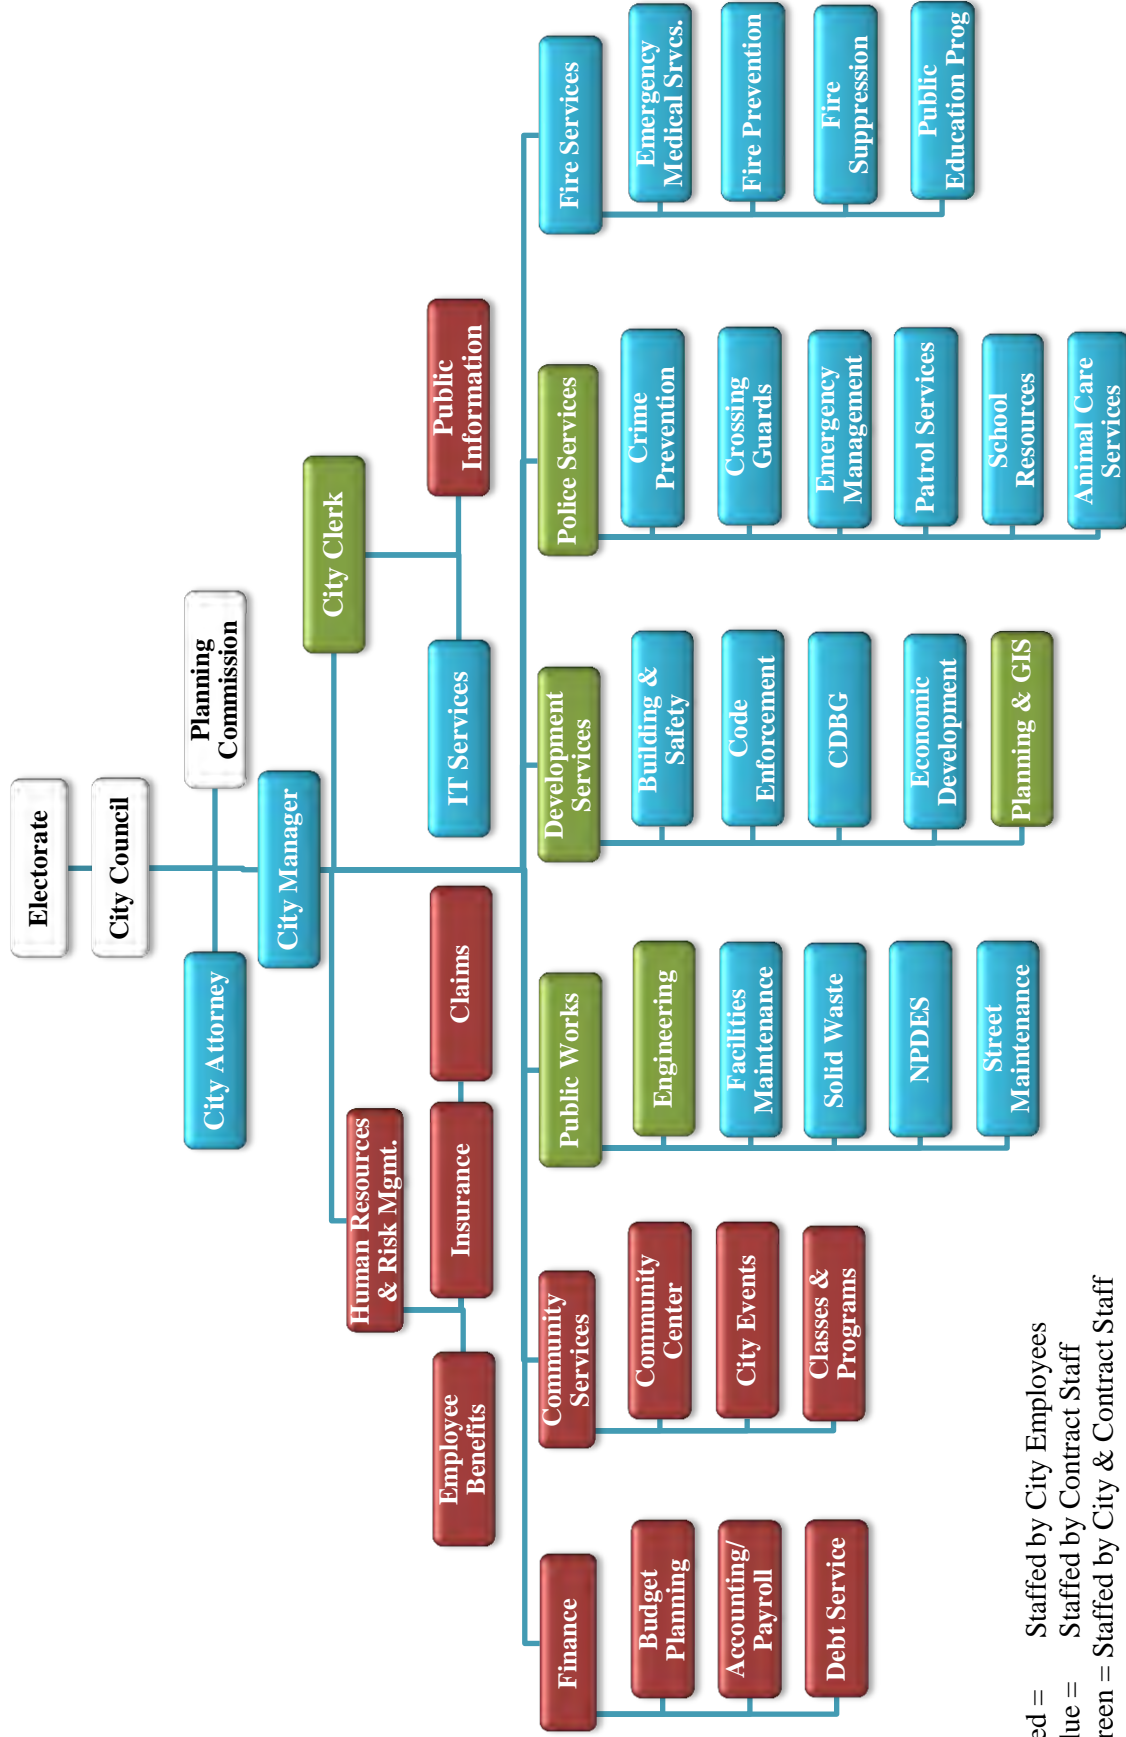 Electorate
City Council
City Attorney
Planning
Commission
City Manager
City Clerk
Human Resources
& Risk Mgmt.
Employee
Benefits
Insurance
Claims
IT Services
Public
Information
Finance
Budget
Planning
Accounting/
Payroll
Debt Service
Community
Services
Community
Center
City Events
Classes &
Programs
Public Works
Engineering
Facilities
Maintenance
Solid Waste
NPDES
Street
Maintenance
Development
Services
Building &
Safety
Code
Enforcement
CDBG
Economic
Development
Planning & GIS
Police Services
Crime
Prevention
Crossing
Guards
Emergency
Management
Patrol Services
School
Resources
Animal Care
Services
Fire Services
Emergency
Medical Srvcs.
Fire Prevention
Fire
Suppression
Public
Education Prog
ed = Staffed by City Employees
lue = Staffed by Contract Staff
reen = Staffed by City & Contract Staff